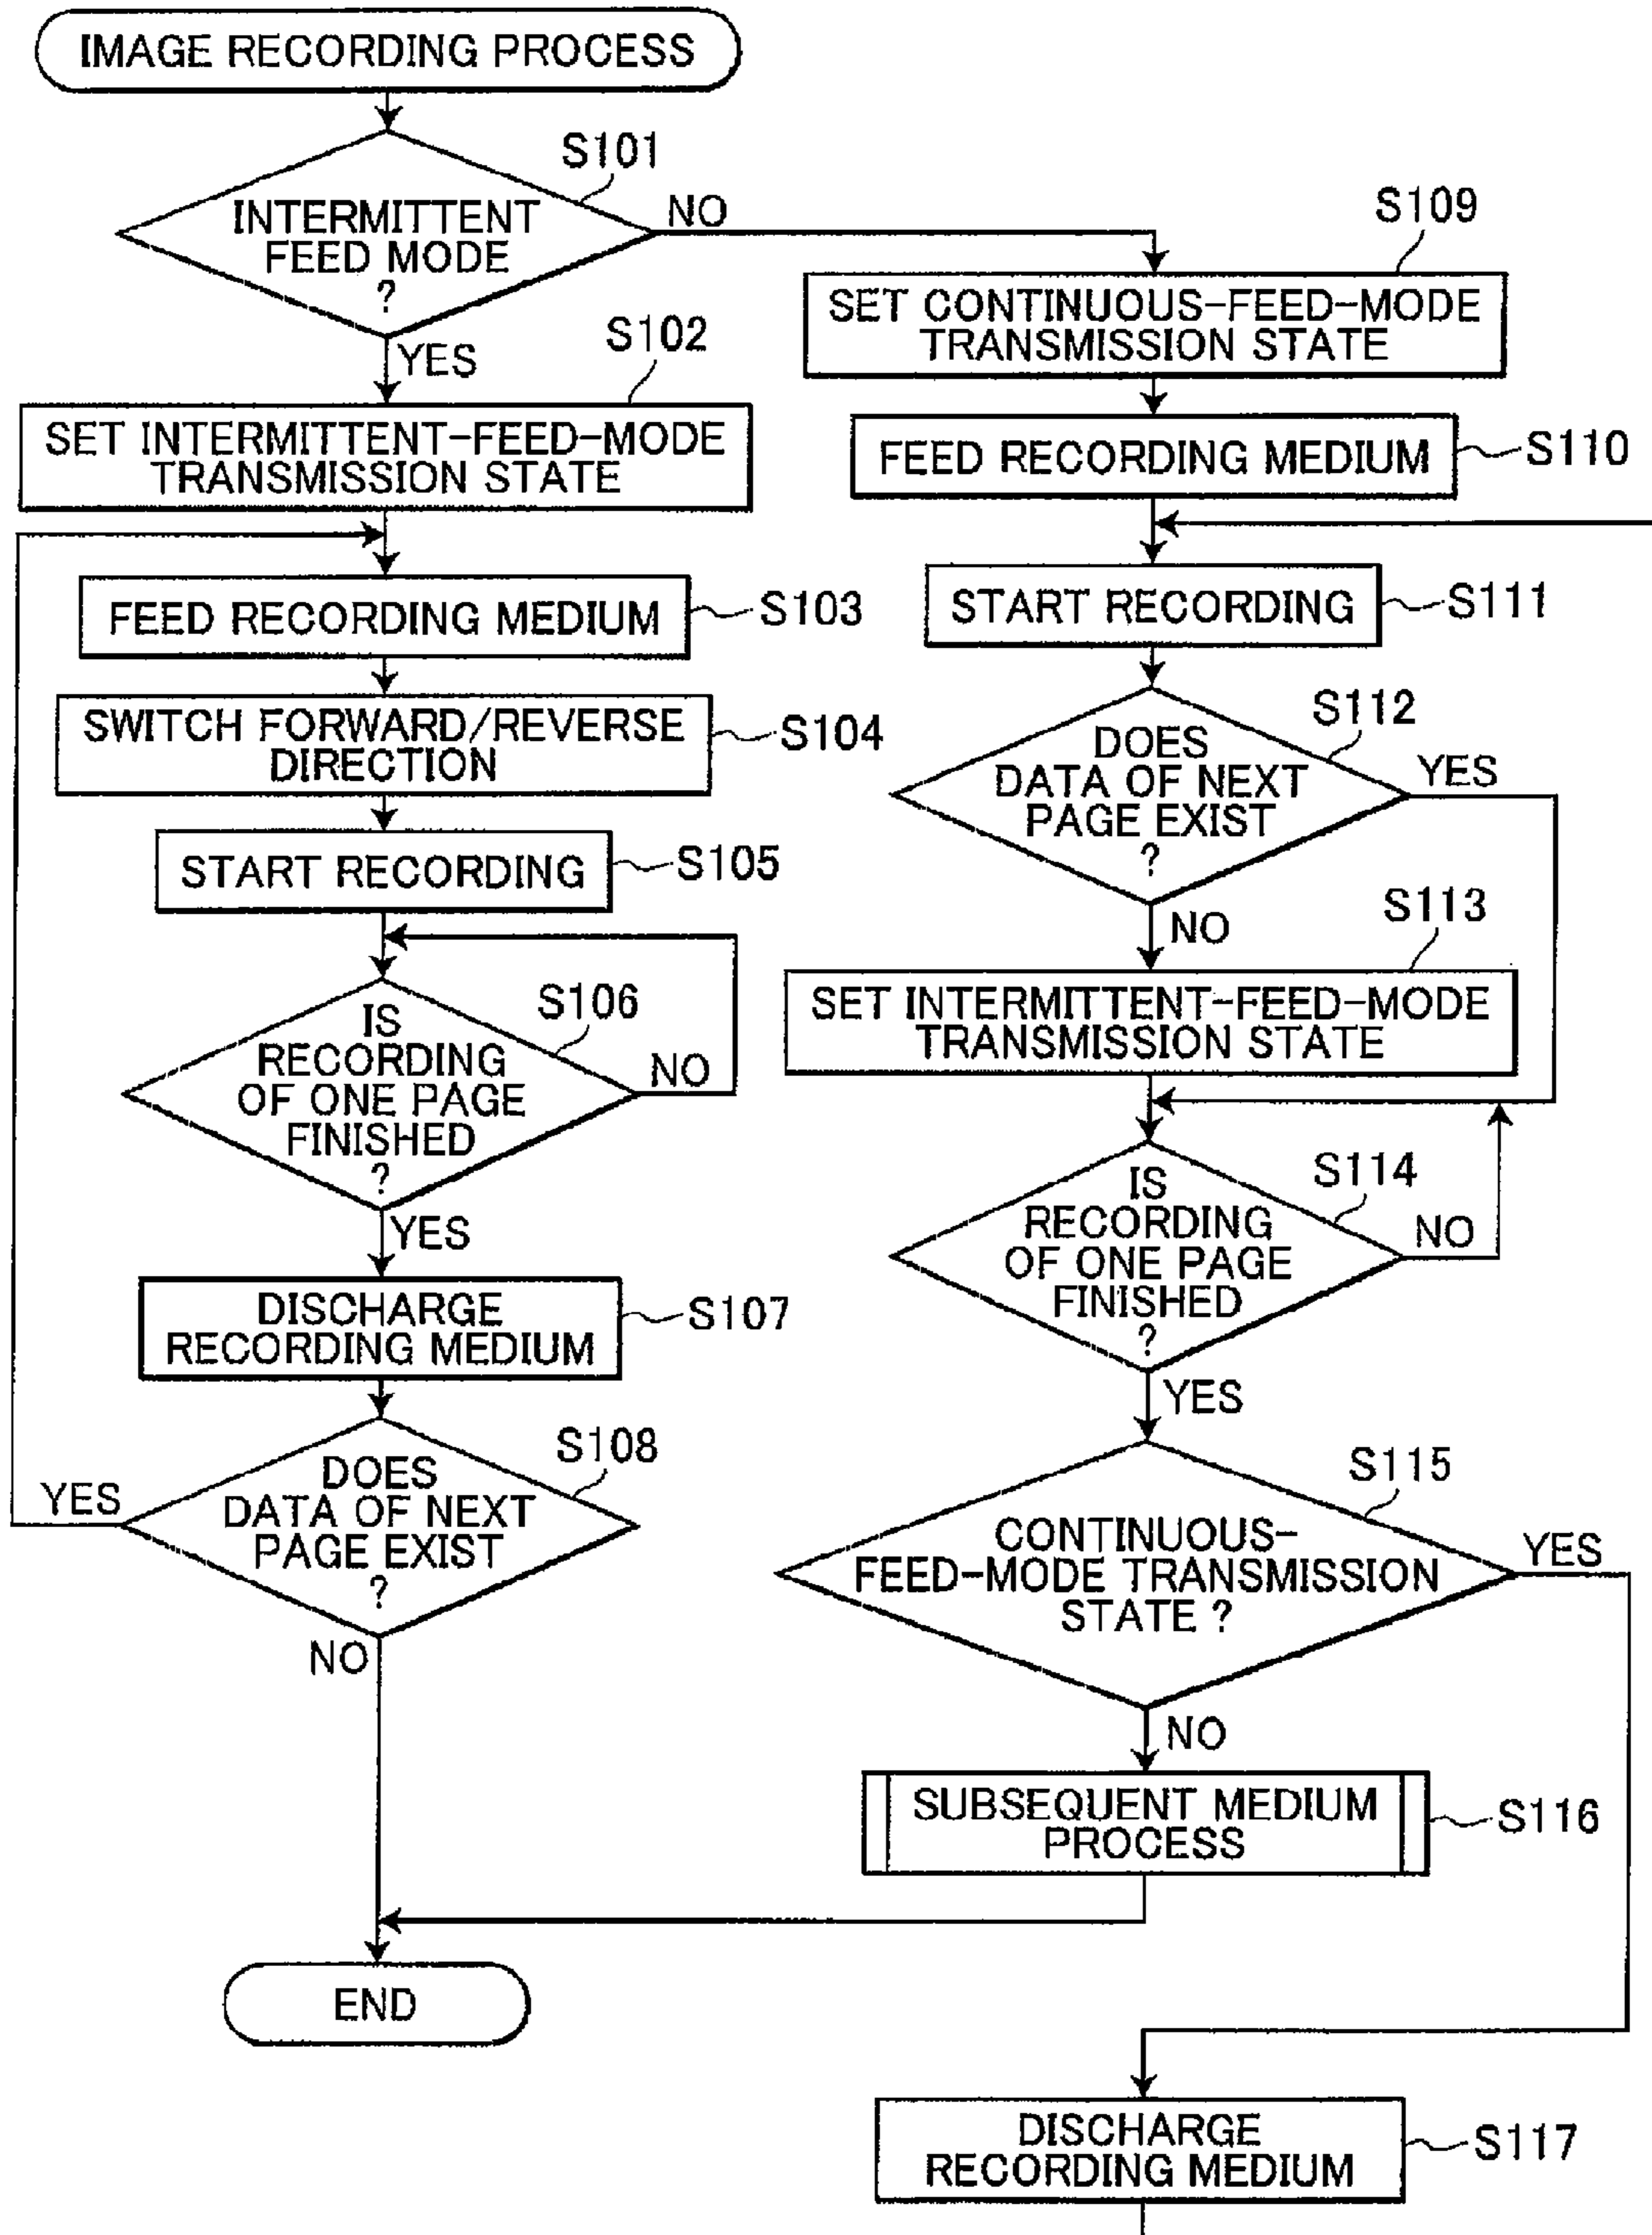 IMAGE RECORDING PROCESS
S101
INTERMITTENT
FEED MODE
?
NO
YES
S102
SET INTERMITTENT-FEED-MODE
TRANSMISSION STATE
FEED RECORDING MEDIUM
S103
SWITCH FORWARD/REVERSE
DIRECTION
S104
START RECORDING
S105
S106
IS
RECORDING
OF ONE PAGE
FINISHED
?
NO
YES
DISCHARGE
RECORDING MEDIUM
S107
S108
DOES
DATA OF NEXT
PAGE EXIST
?
YES
NO
END
S109
SET CONTINUOUS-FEED-MODE
TRANSMISSION STATE
FEED RECORDING MEDIUM
S110
START RECORDING
S111
S112
DOES
DATA OF NEXT
PAGE EXIST
?
YES
NO
S113
SET INTERMITTENT-FEED-MODE
TRANSMISSION STATE
S114
IS
RECORDING
OF ONE PAGE
FINISHED
?
NO
YES
S115
CONTINUOUS-
FEED-MODE TRANSMISSION
STATE ?
YES
NO
SUBSEQUENT MEDIUM
PROCESS
S116
DISCHARGE
RECORDING MEDIUM
S117